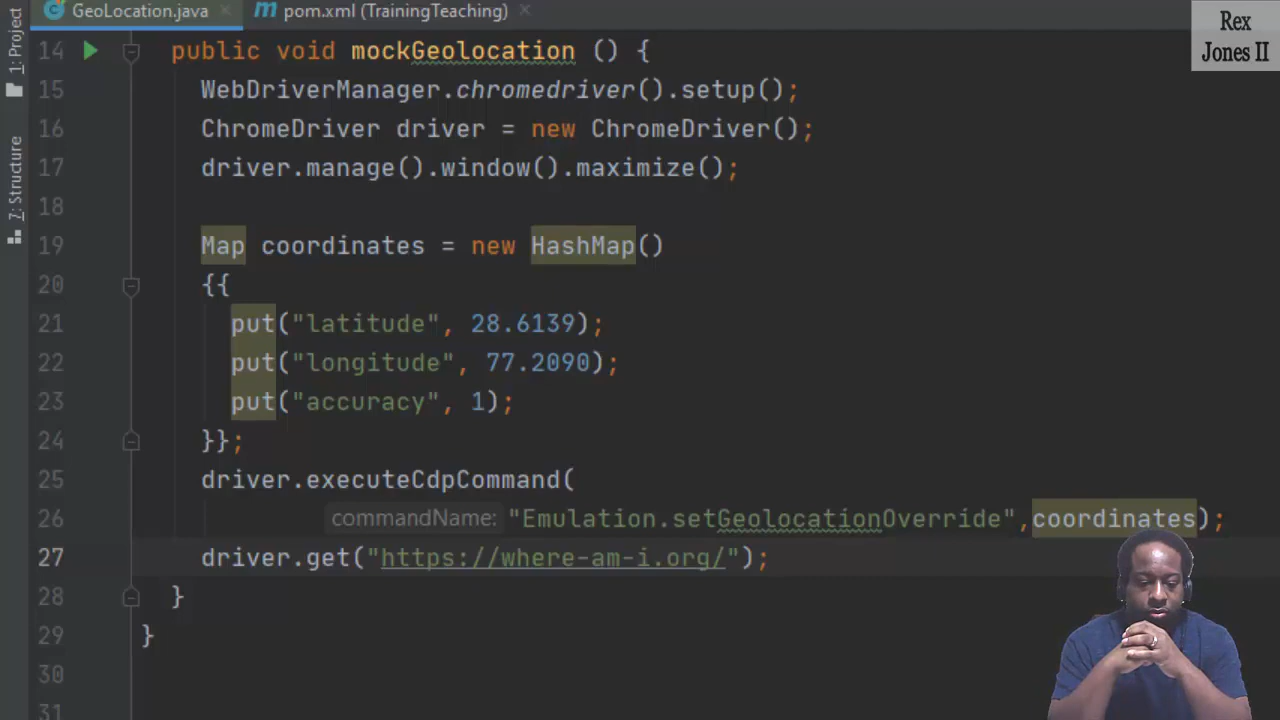 GeoLocation.java
pom.xml (TrainingTeaching)
Rex
Jones II
1: Project
7: Structure
14 public void mockGeolocation () {
15 WebDriverManager.chromedriver().setup();
16 ChromeDriver driver = new ChromeDriver();
17 driver.manage().window().maximize();
18
19 Map coordinates = new HashMap()
20 {{
21 put("latitude", 28.6139);
22 put("longitude", 77.2090);
23 put("accuracy", 1);
24 }};
25 driver.executeCdpCommand(
26 commandName: "Emulation.setGeolocationOverride",coordinates);
27 driver.get("https://where-am-i.org/");
28 }
29 }
30
31